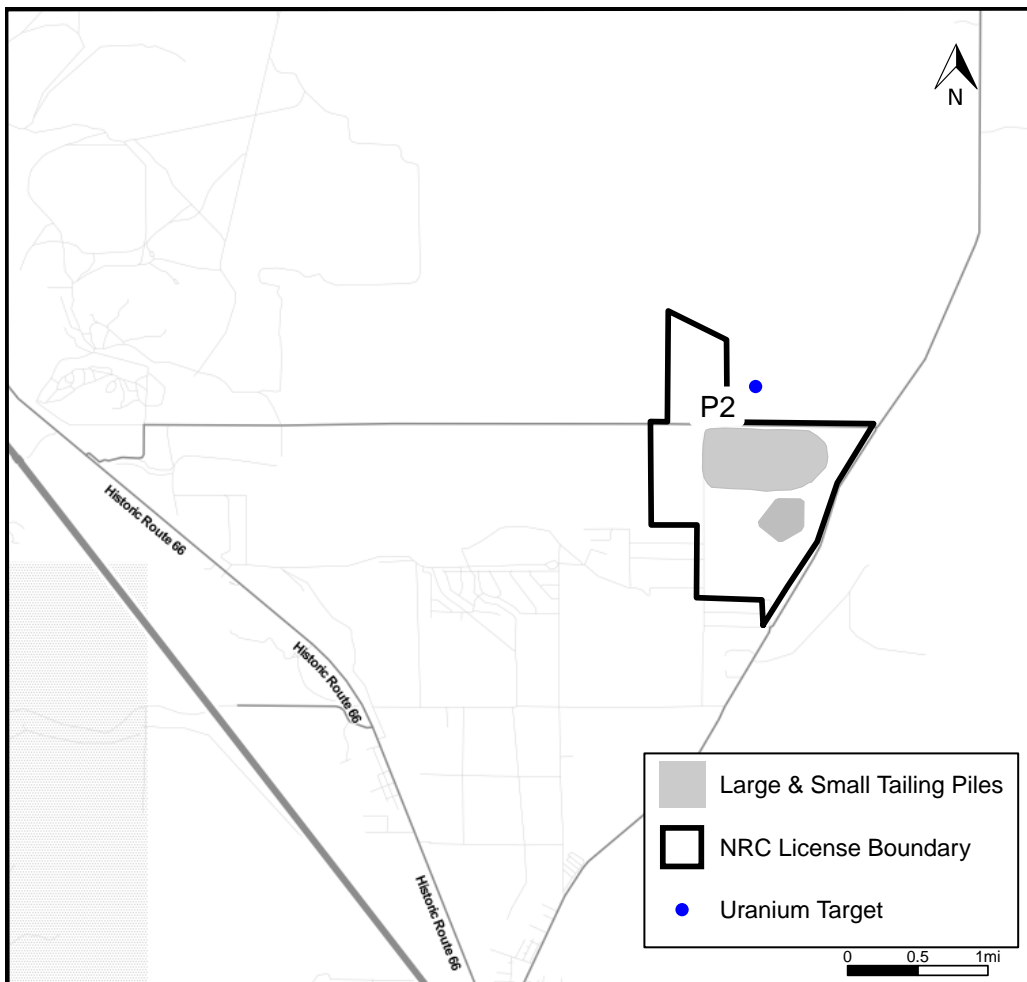 N
P2
Historic Route 66
Historic Route 66
Historic Route 66
Large & Small Tailing Piles
NRC License Boundary
Uranium Target
0 0.5 1mi